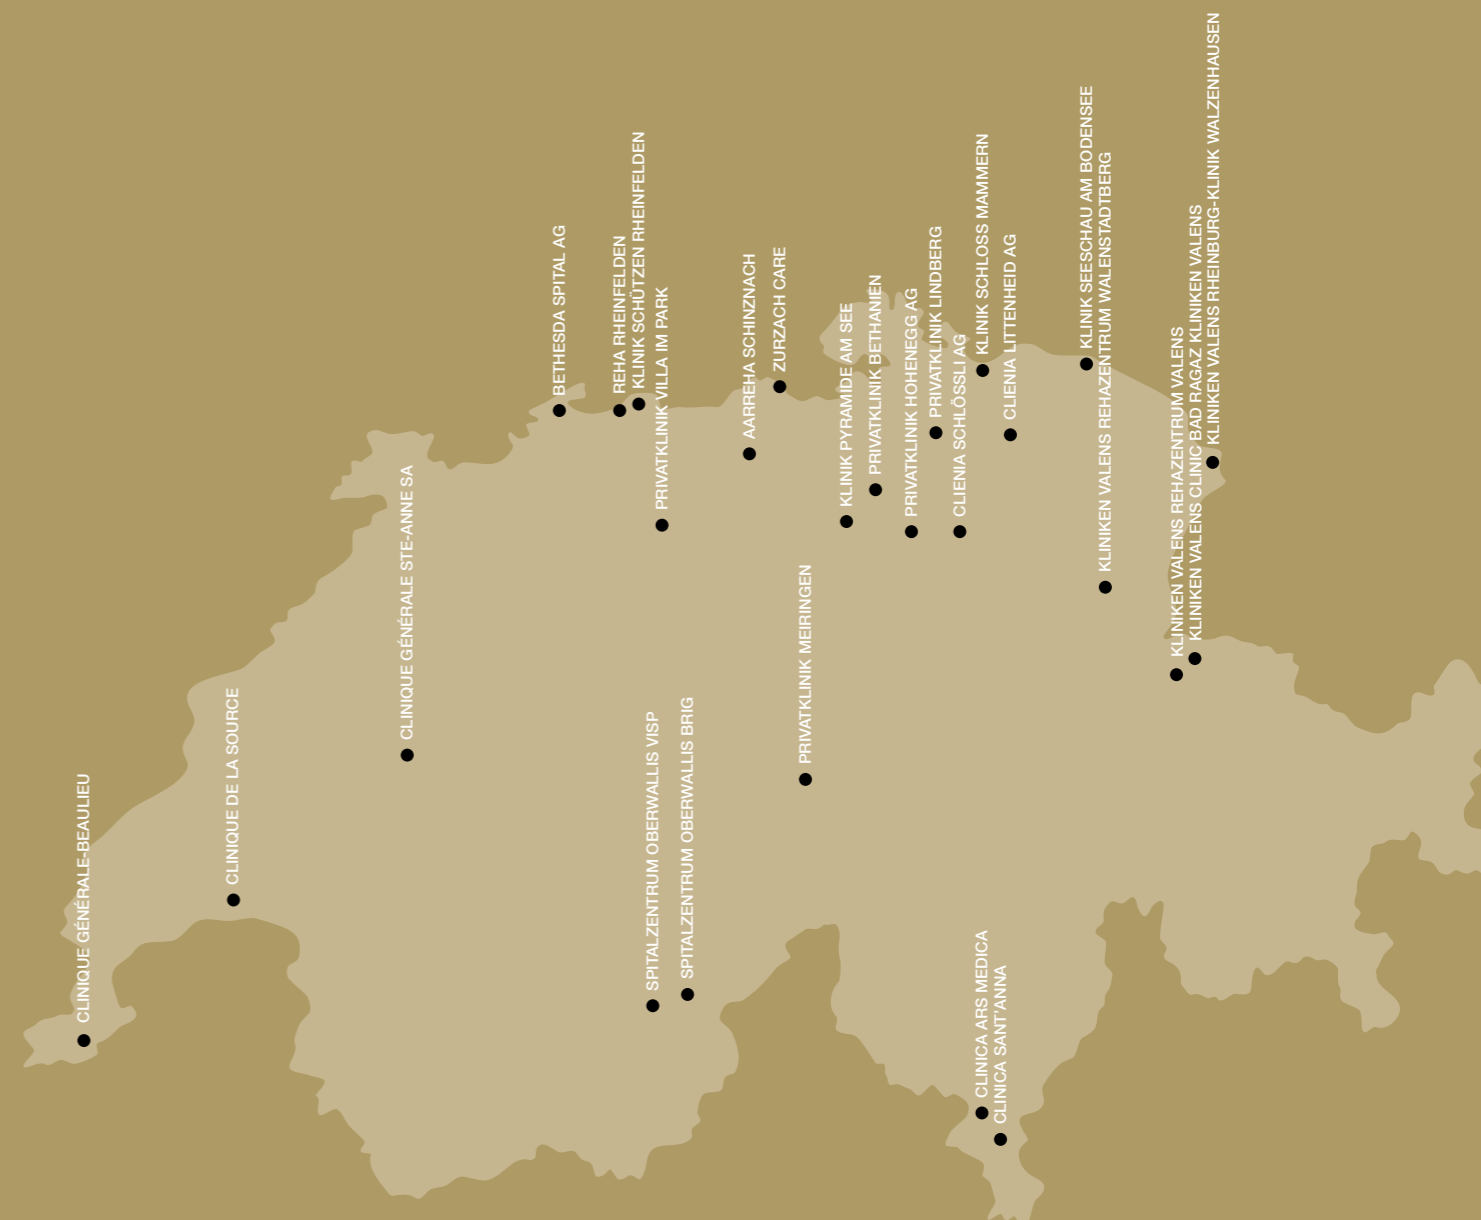 CLINIQUE GÉNÉRALE-BEAULIEU
CLINIQUE DE LA SOURCE
CLINIQUE GÉNÉRALE STE-ANNE SA
BETHESDA SPITAL AG
REHA RHEINFELDEN
KLINIK SCHÜTZEN RHEINFELDEN
SPITALZENTRUM OBERWALLIS VISP
PRIVATKLINIK VILLA IM PARK
SPITALZENTRUM OBERWALLIS BRIG
AARREHA SCHINZNACH
ZURZACH CARE
PRIVATKLINIK MEIRINGEN
KLINIK PYRAMIDE AM SEE
PRIVATKLINIK BETHANIEN
PRIVATKLINIK HOHENEGG AG
PRIVATKLINIK LINDBERG
CLIENIA SCHLÖSSLI AG
KLINIK SCHLOSS MAMMERN
CLINICA ARS MEDICA
CLINICA SANT'ANNA
CLIENIA LITTENHEID AG
KLINIK SEESCHAU AM BODENSEE
KLINIKEN VALENS REHAZENTRUM WALENSTADTBERG
KLINIKEN VALENS REHAZENTRUM VALENS
KLINIKEN VALENS CLINIC BAD RAGAZ KLINIKEN VALENS
KLINIKEN VALENS RHEINBURG-KLINIK WALZENHAUSEN